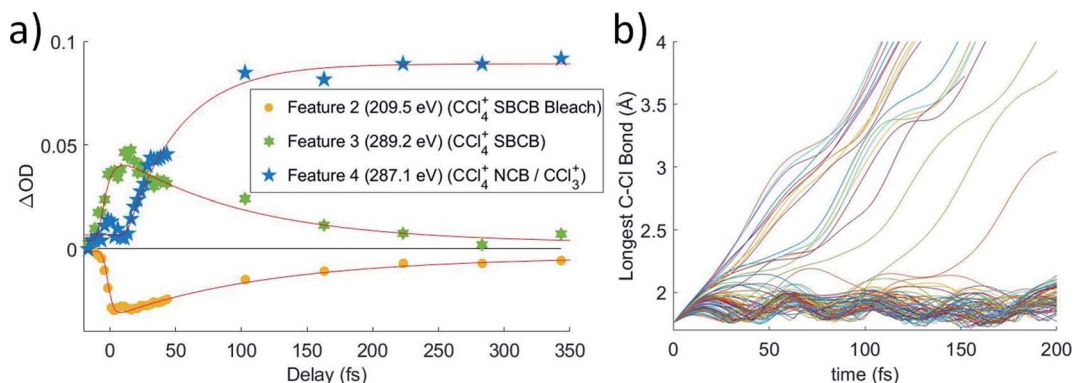 a)
0.1
0.05
0
ΔOD
Feature 2 (209.5 eV) (CCl4+ SBCB Bleach)
Feature 3 (289.2 eV) (CCl4+ SBCB)
Feature 4 (287.1 eV) (CCl4+ NCB / CCl3+)
0 50 100 150 200 250 300 350
Delay (fs)
b)
4
3.5
3
2.5
2
Longest C-Cl Bond (Å)
0 50 100 150 200
time (fs)